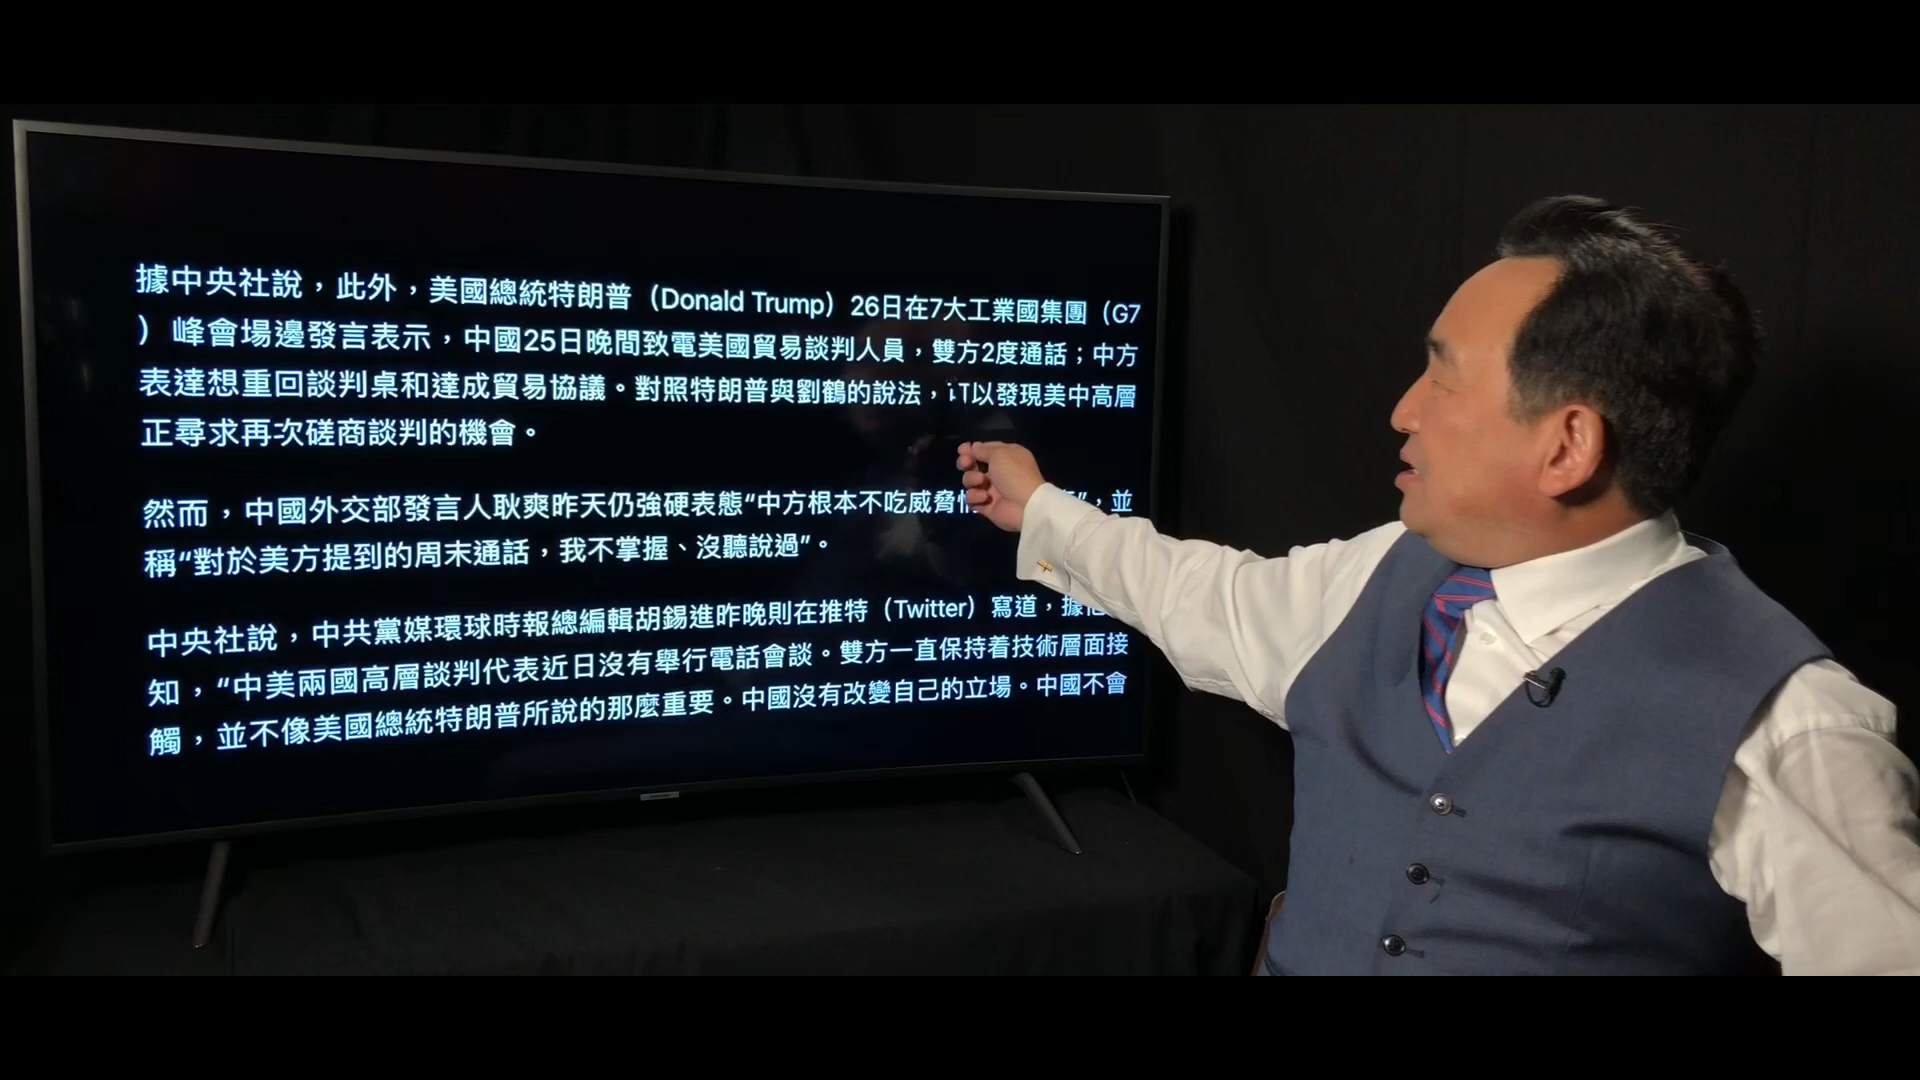 據中央社說，此外，美國總統特朗普（Donald Trump）26日在7大工業國集團（G7
）峰會場邊發言表示，中國25日晚間致電美國貿易談判人員，雙方2度通話；中方
表達想重回談判桌和達成貿易協議。對照特朗普與劉鶴的說法，以發現美中高層
正尋求再次磋商談判的機會。
然而，中國外交部發言人耿爽昨天仍強硬表態“中方根本不吃威脅”，並
稱“對於美方提到的周末通話，我不掌握、沒聽說過”。
中央社說，中共黨媒環球時報總編輯胡錫進昨晚則在推特（Twitter）寫道，據
知，“中美兩國高層談判代表近日沒有舉行電話會談。雙方一直保持着技術層面接
觸，並不像美國總統特朗普所說的那麼重要。中國沒有改變自己的立場。中國不會